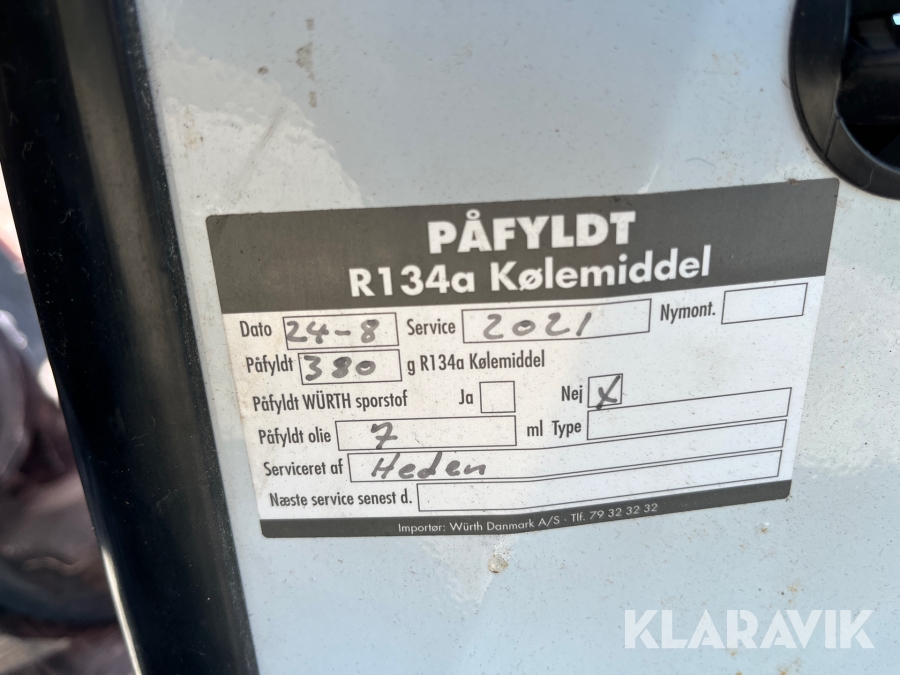 PÅFYLDT
R134a Kølemiddel
Dato 24-8 Service 2021 Nymont.
Påfyldt 380 g R134a Kølemiddel
Påfyldt WÜRTH sporstof Ja Nej X
Påfyldt olie 7 ml Type
Serviceret af Heden
Næste service senest d.
Importør: Würth Danmark A/S · Tlf. 79 32 32 32
KLARAVIK